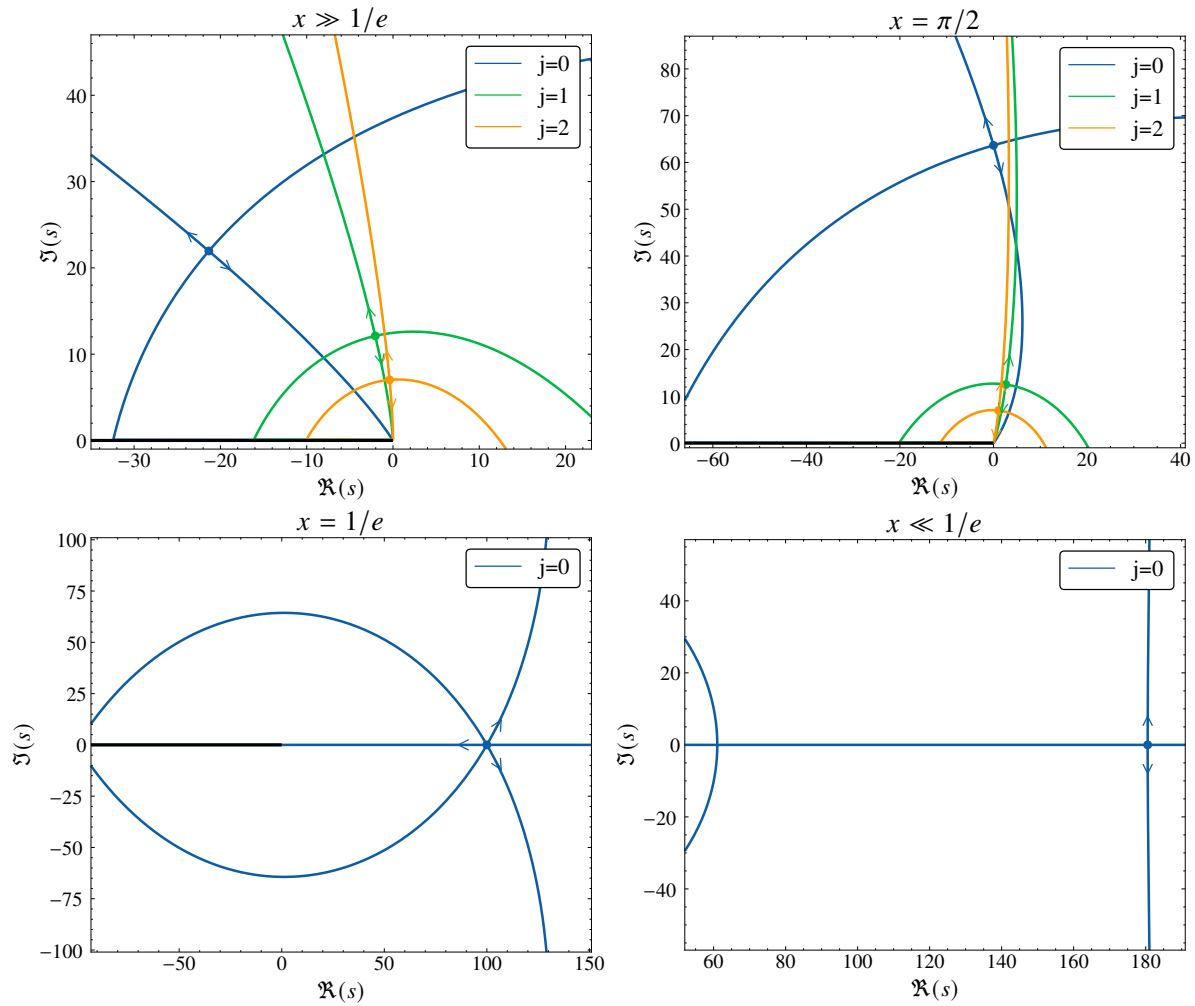 x ≫ 1/e
j=0
j=1
j=2
40
30
20
10
0
ℑ(s)
−30
−20
−10
0
10
20
ℜ(s)
x = π/2
j=0
j=1
j=2
80
70
60
50
40
30
20
10
0
ℑ(s)
−60
−40
−20
0
20
40
ℜ(s)
x = 1/e
j=0
100
75
50
25
0
−25
−50
−75
−100
ℑ(s)
−50
0
50
100
150
ℜ(s)
x ≪ 1/e
j=0
40
20
0
−20
−40
ℑ(s)
60
80
100
120
140
160
180
ℜ(s)